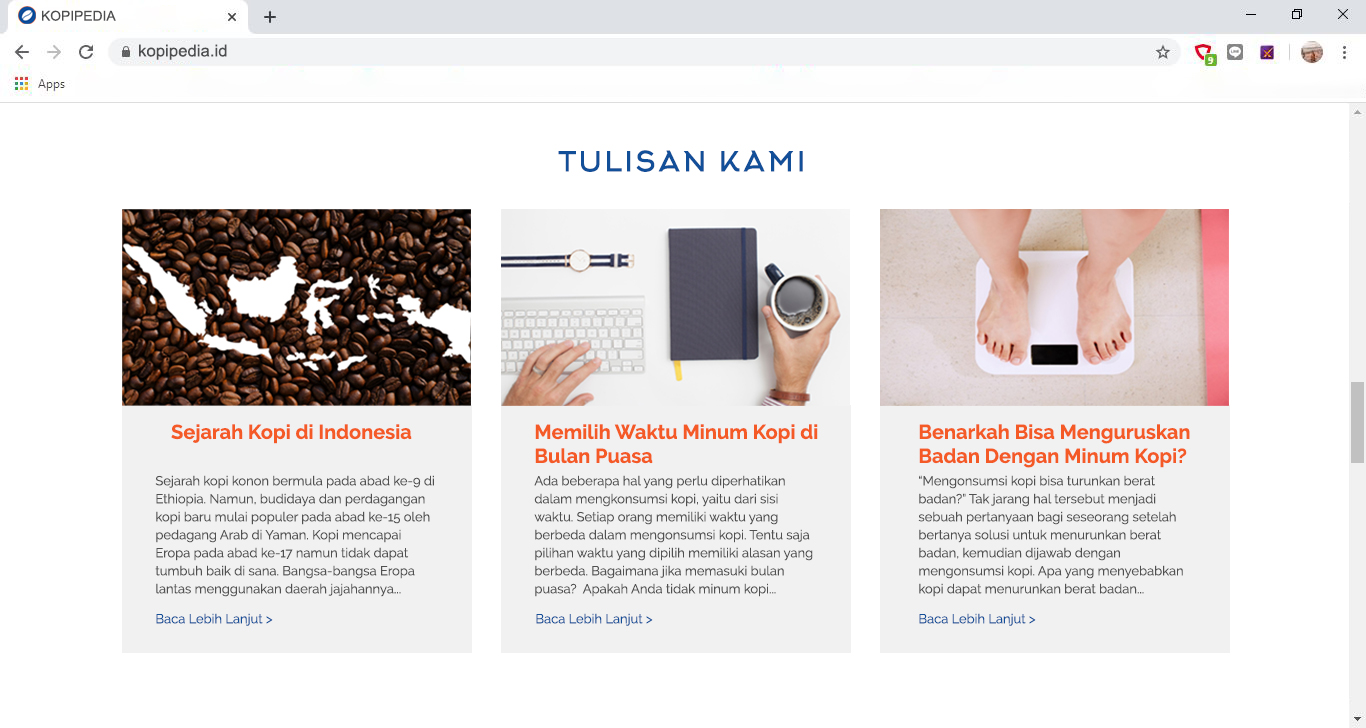 KOPIPEDIA
kopipedia.id
9
Apps
TULISAN KAMI
Sejarah Kopi di Indonesia
Sejarah kopi konon bermula pada abad ke-9 di
Ethiopia. Namun, budidaya dan perdagangan
kopi baru mulai populer pada abad ke-15 oleh
pedagang Arab di Yaman. Kopi mencapai
Eropa pada abad ke-17 namun tidak dapat
tumbuh baik di sana. Bangsa-bangsa Eropa
lantas menggunakan daerah jajahannya...
Baca Lebih Lanjut >
Memilih Waktu Minum Kopi di
Bulan Puasa
Ada beberapa hal yang perlu diperhatikan
dalam mengkonsumsi kopi, yaitu dari sisi
waktu. Setiap orang memiliki waktu yang
berbeda dalam mengonsumsi kopi. Tentu saja
pilihan waktu yang dipilih memiliki alasan yang
berbeda. Bagaimana jika memasuki bulan
puasa?  Apakah Anda tidak minum kopi...
Baca Lebih Lanjut >
Benarkah Bisa Menguruskan
Badan Dengan Minum Kopi?
“Mengonsumsi kopi bisa turunkan berat
badan?” Tak jarang hal tersebut menjadi
sebuah pertanyaan bagi seseorang setelah
bertanya solusi untuk menurunkan berat
badan, kemudian dijawab dengan
mengonsumsi kopi. Apa yang menyebabkan
kopi dapat menurunkan berat badan...
Baca Lebih Lanjut >